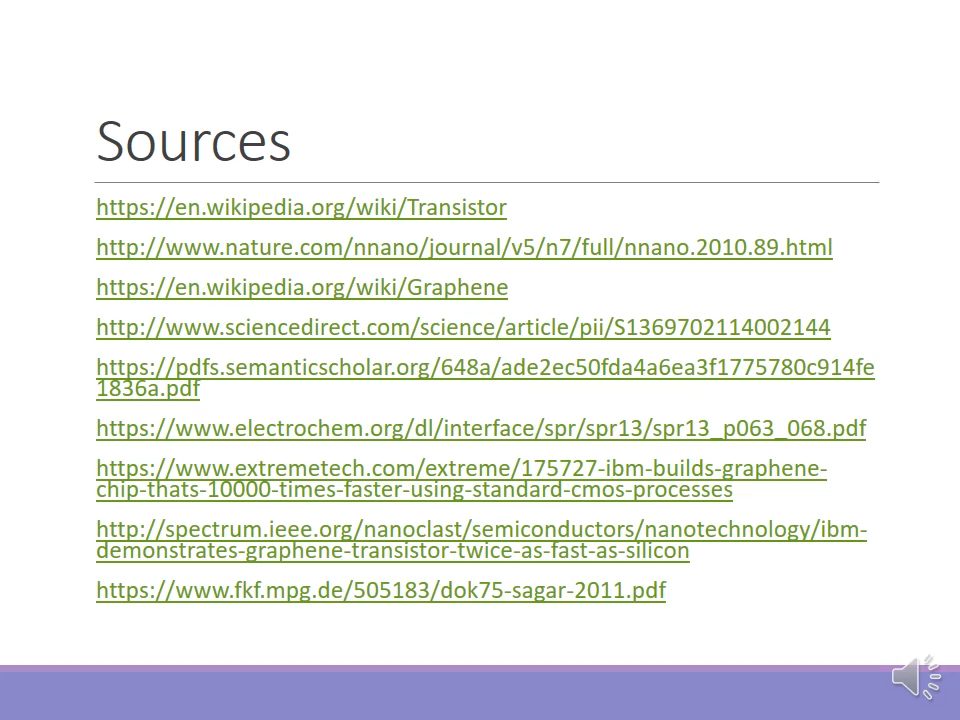 Sources
https://en.wikipedia.org/wiki/Transistor
http://www.nature.com/nnano/journal/v5/n7/full/nnano.2010.89.html
https://en.wikipedia.org/wiki/Graphene
http://www.sciencedirect.com/science/article/pii/S1369702114002144
https://pdfs.semanticscholar.org/648a/ade2ec50fda4a6ea3f1775780c914fe
1836a.pdf
https://www.electrochem.org/dl/interface/spr/spr13/spr13_p063_068.pdf
https://www.extremetech.com/extreme/175727-ibm-builds-graphene-
chip-thats-10000-times-faster-using-standard-cmos-processes
http://spectrum.ieee.org/nanoclast/semiconductors/nanotechnology/ibm-
demonstrates-graphene-transistor-twice-as-fast-as-silicon
https://www.fkf.mpg.de/505183/dok75-sagar-2011.pdf